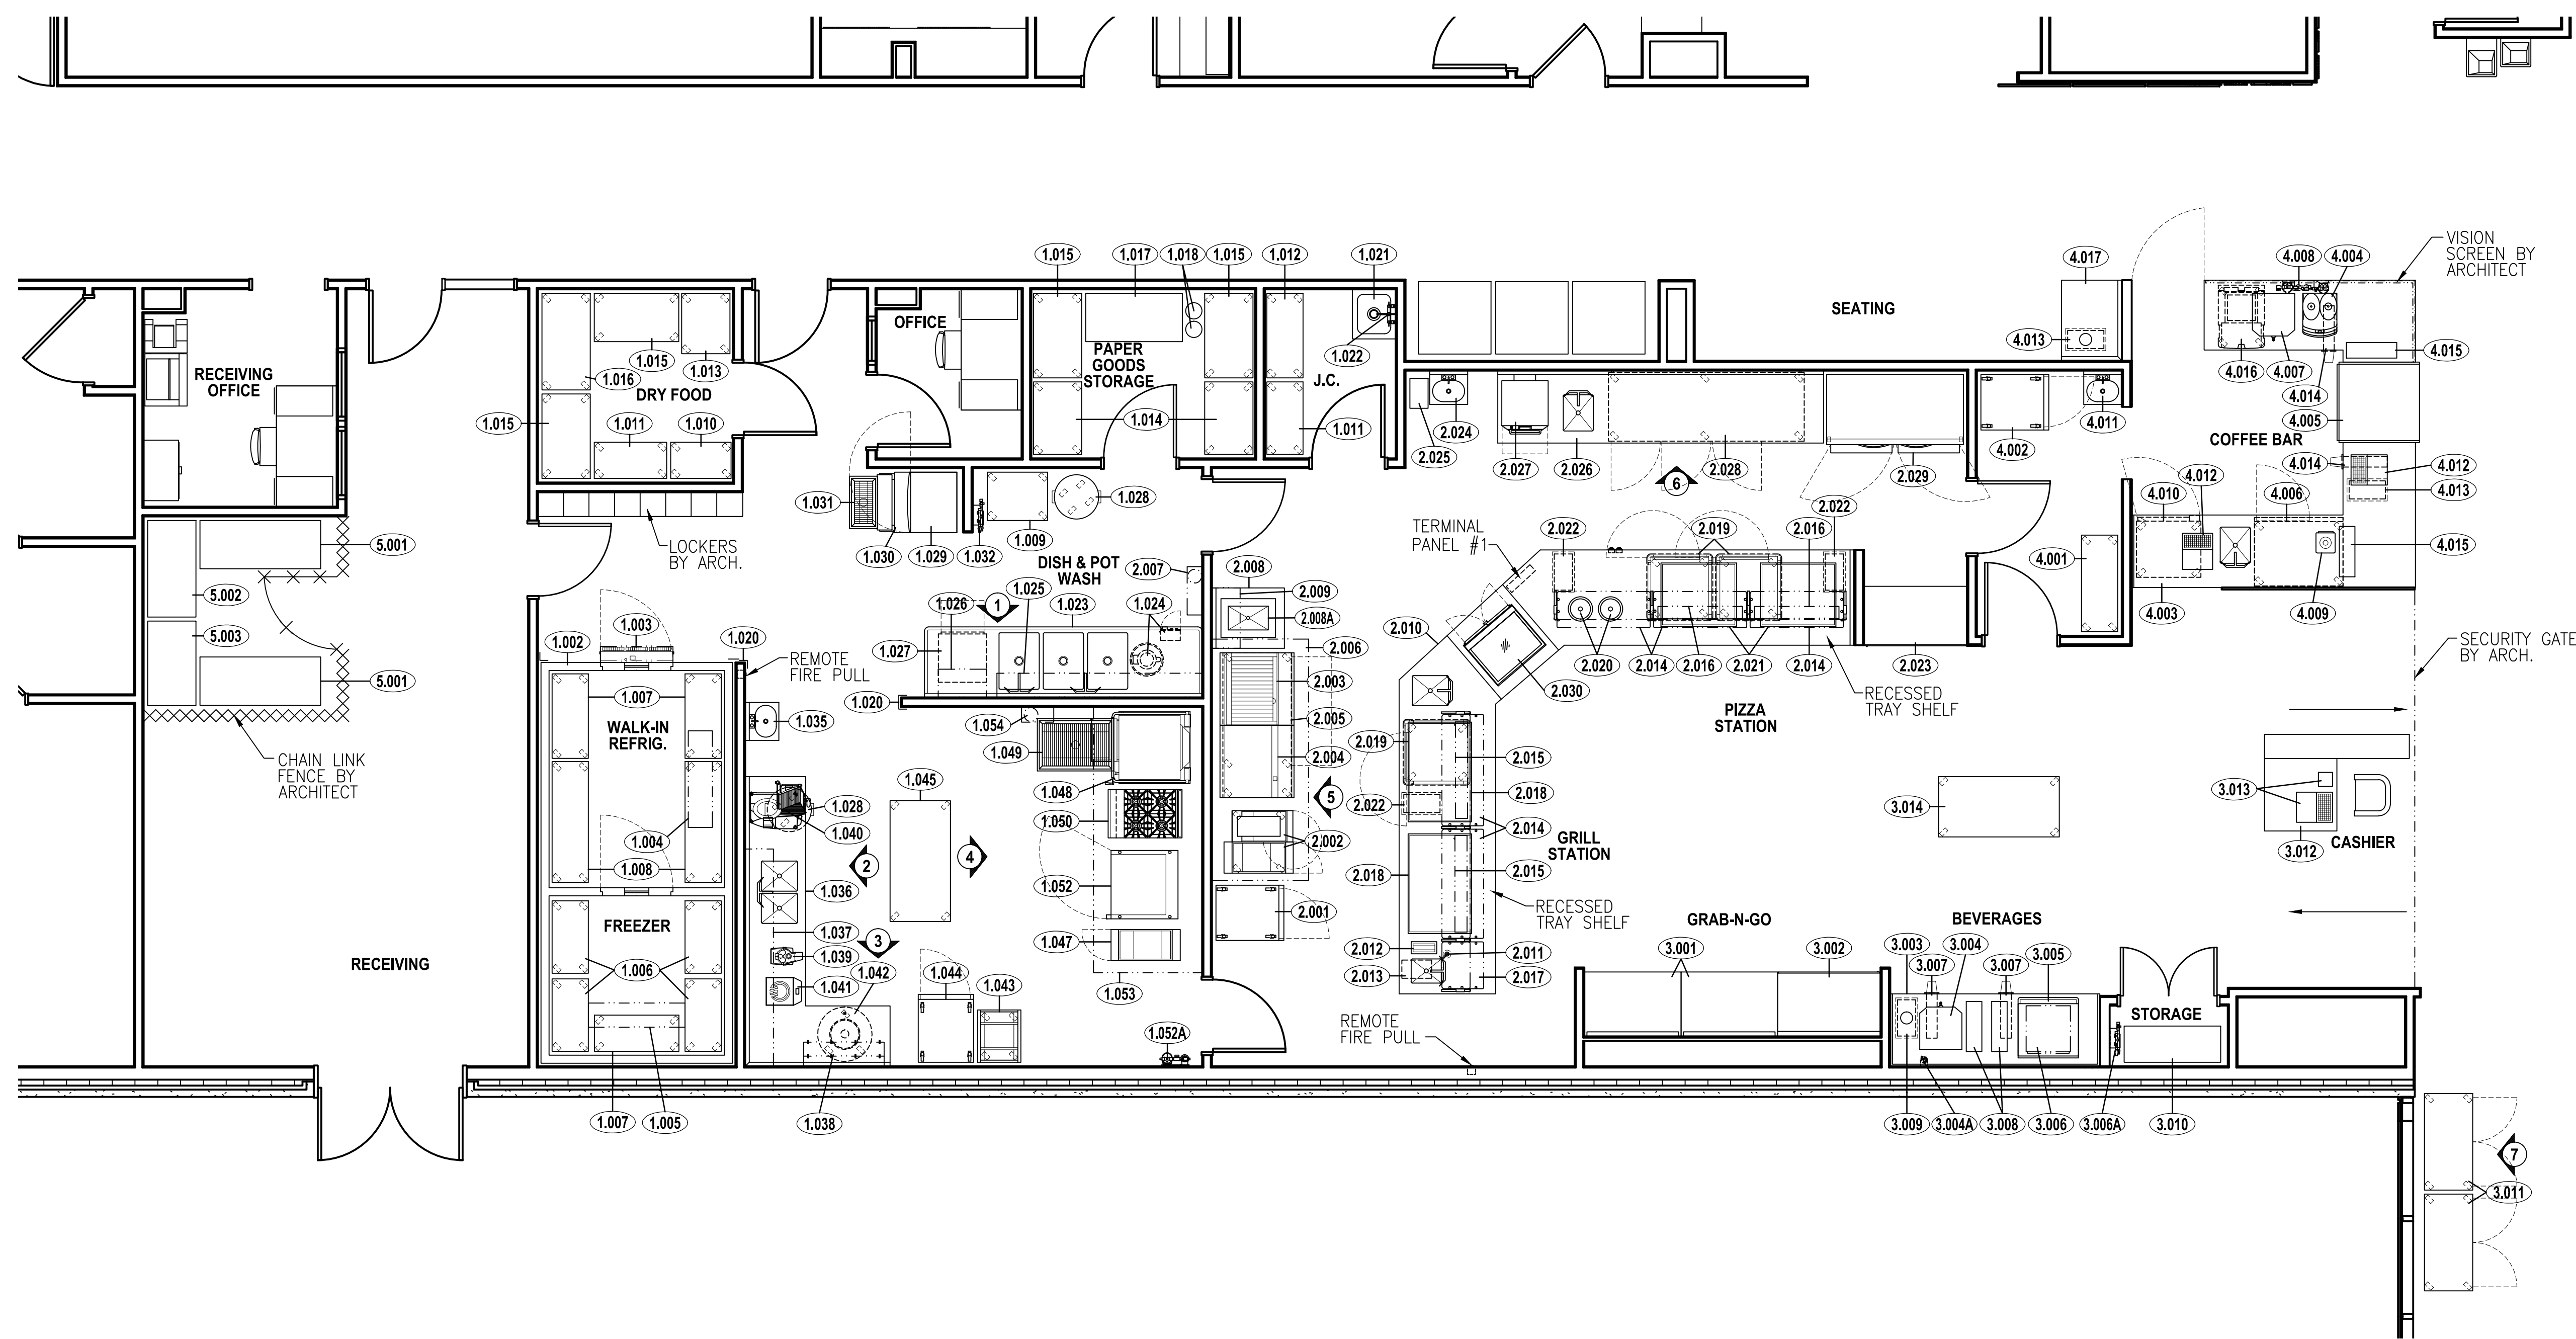 4.008
4.004
VISION
SCREEN BY
ARCHITECT
1.015
1.017
1.018
1.015
1.012
1.021
4.017
SEATING
OFFICE
4.013
1.015
1.013
1.016
RECEIVING
OFFICE
DRY FOOD
PAPER
GOODS
STORAGE
1.022
J.C.
4.015
4.016
4.007
4.014
1.015
1.011
1.010
1.014
1.011
2.024
2.025
2.027
2.026
2.028
2.029
4.002
4.011
4.005
COFFEE BAR
4.014
4.012
4.013
4.012
4.010
4.006
6
1.031
1.028
1.030
1.029
1.032
1.009
TERMINAL
PANEL #1
2.022
2.019
2.016
2.022
5.001
LOCKERS
BY ARCH.
DISH & POT
WASH
2.007
2.008
4.001
4.015
5.002
1.025
2.009
1.026
1
1.023
1.024
2.008A
4.003
4.009
5.003
1.002
1.003
1.020
1.027
2.010
2.006
SECURITY GATE
BY ARCH.
REMOTE
FIRE PULL
2.020
2.014
2.016
2.021
2.014
2.023
5.001
1.007
1.020
2.003
2.030
RECESSED
TRAY SHELF
1.035
1.054
2.005
WALK-IN
REFRIG.
PIZZA
STATION
1.049
2.004
2.019
2.015
CHAIN LINK
FENCE BY
ARCHITECT
1.045
1.048
5
2.018
3.013
1.028
2.022
3.014
1.050
1.040
2.014
1.004
2.002
GRILL
STATION
3.012
CASHIER
1.008
2
4
2.018
2.015
1.036
1.052
2.001
RECESSED
TRAY SHELF
FREEZER
1.037
3
1.047
2.012
2.011
GRAB-N-GO
BEVERAGES
3.001
3.002
3.003
3.004
3.005
RECEIVING
1.006
1.039
1.042
1.044
1.043
2.013
2.017
3.007
3.007
1.041
1.053
REMOTE
FIRE PULL
STORAGE
1.052A
1.007
1.005
1.038
3.009
3.004A
3.008
3.006
3.006A
3.010
7
3.011